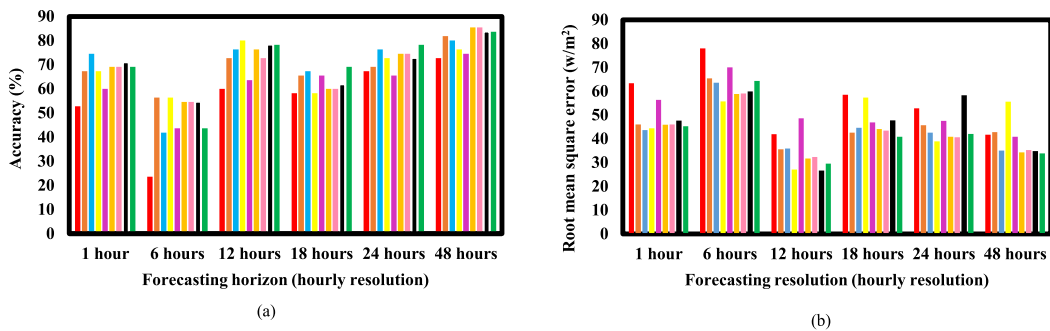 90
80
70
60
50
40
30
20
10
0
Accuracy (%)
1 hour 6 hours 12 hours 18 hours 24 hours 48 hours
Forecasting horizon (hourly resolution)
(a)
90
80
70
60
50
40
30
20
10
0
Root mean square error (w/m²)
1 hour 6 hours 12 hours 18 hours 24 hours 48 hours
Forecasting resolution (hourly resolution)
(b)